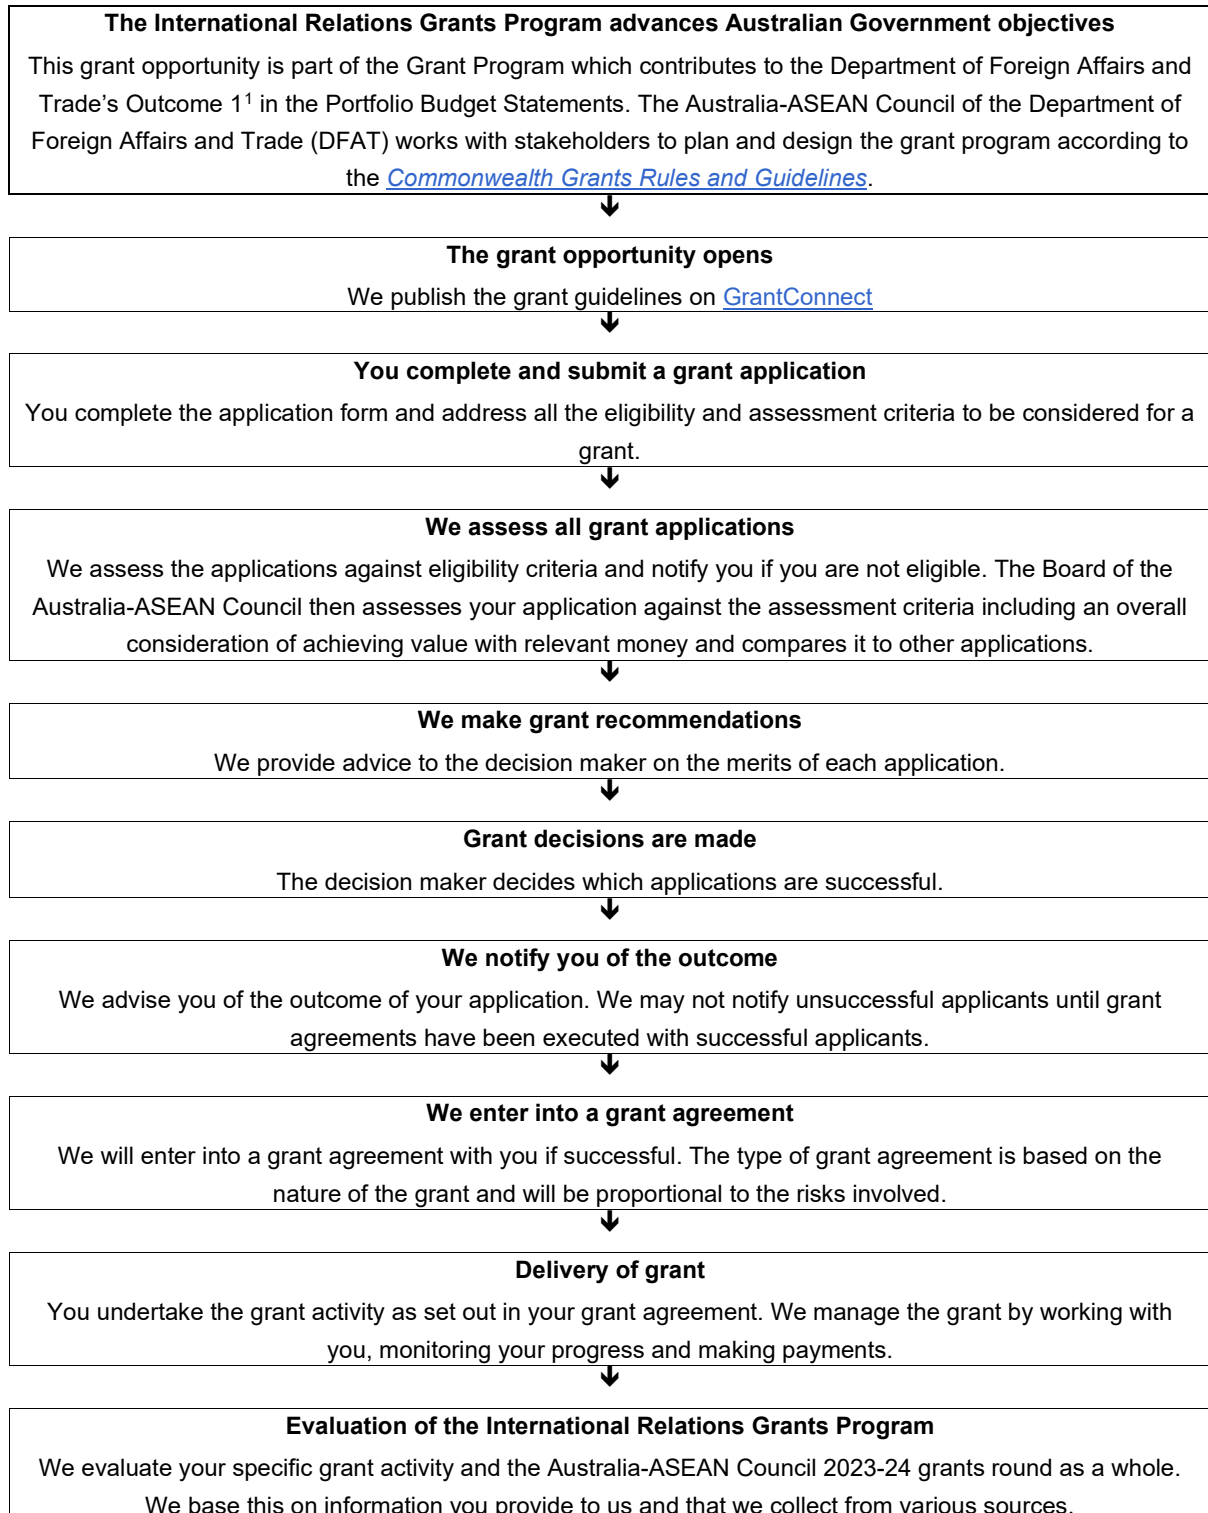 The International Relations Grants Program advances Australian Government objectives
This grant opportunity is part of the Grant Program which contributes to the Department of Foreign Affairs and
Trade's Outcome 1¹ in the Portfolio Budget Statements. The Australia-ASEAN Council of the Department of
Foreign Affairs and Trade (DFAT) works with stakeholders to plan and design the grant program according to
the Commonwealth Grants Rules and Guidelines.
The grant opportunity opens
We publish the grant guidelines on GrantConnect
You complete and submit a grant application
You complete the application form and address all the eligibility and assessment criteria to be considered for a
grant.
We assess all grant applications
We assess the applications against eligibility criteria and notify you if you are not eligible. The Board of the
Australia-ASEAN Council then assesses your application against the assessment criteria including an overall
consideration of achieving value with relevant money and compares it to other applications.
We make grant recommendations
We provide advice to the decision maker on the merits of each application.
Grant decisions are made
The decision maker decides which applications are successful.
We notify you of the outcome
We advise you of the outcome of your application. We may not notify unsuccessful applicants until grant
agreements have been executed with successful applicants.
We enter into a grant agreement
We will enter into a grant agreement with you if successful. The type of grant agreement is based on the
nature of the grant and will be proportional to the risks involved.
Delivery of grant
You undertake the grant activity as set out in your grant agreement. We manage the grant by working with
you, monitoring your progress and making payments.
Evaluation of the International Relations Grants Program
We evaluate your specific grant activity and the Australia-ASEAN Council 2023-24 grants round as a whole.
We base this on information you provide to us and that we collect from various sources.